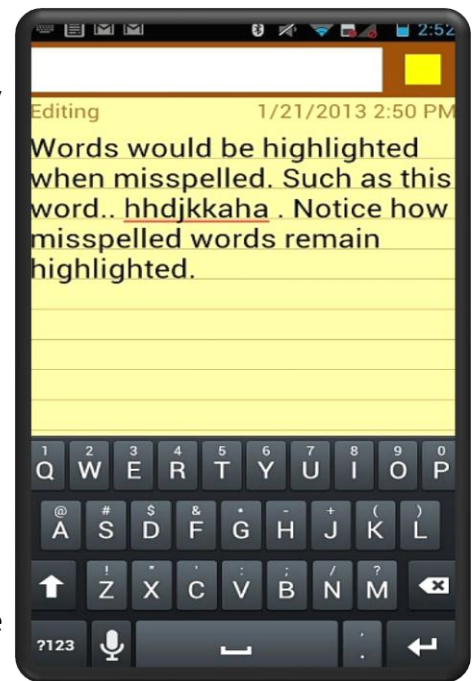 2:52
Editing 1/21/2013 2:50 PM
Words would be highlighted
when misspelled. Such as this
word.. hhdjkkaha . Notice how
misspelled words remain
highlighted.
1 2 3 4 5 6 7 8 9 0
Q W E R T Y U I O P
@ # $ & * - + ( )
A S D F G H J K L
! " ' : ; / ?
Z X C V B N M
?123